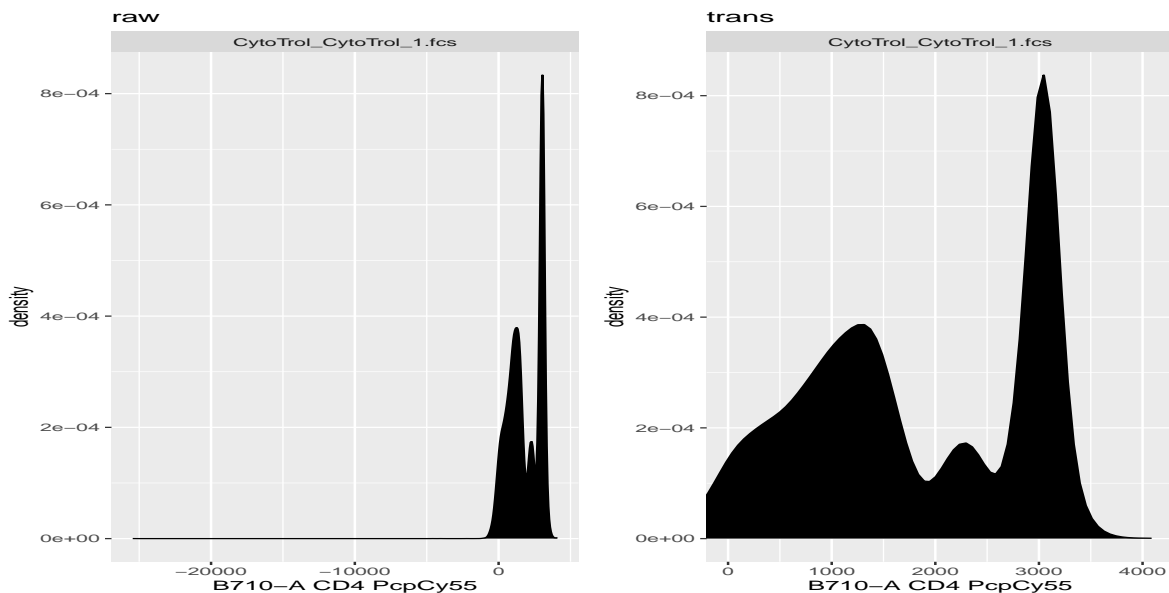 raw
CytoTrol_CytoTrol_1.fcs
8e−04
6e−04
4e−04
2e−04
0e+00
density
−20000
−10000
0
B710−A CD4 PcpCy55
trans
CytoTrol_CytoTrol_1.fcs
8e−04
6e−04
4e−04
2e−04
0e+00
density
0
1000
2000
3000
4000
B710−A CD4 PcpCy55